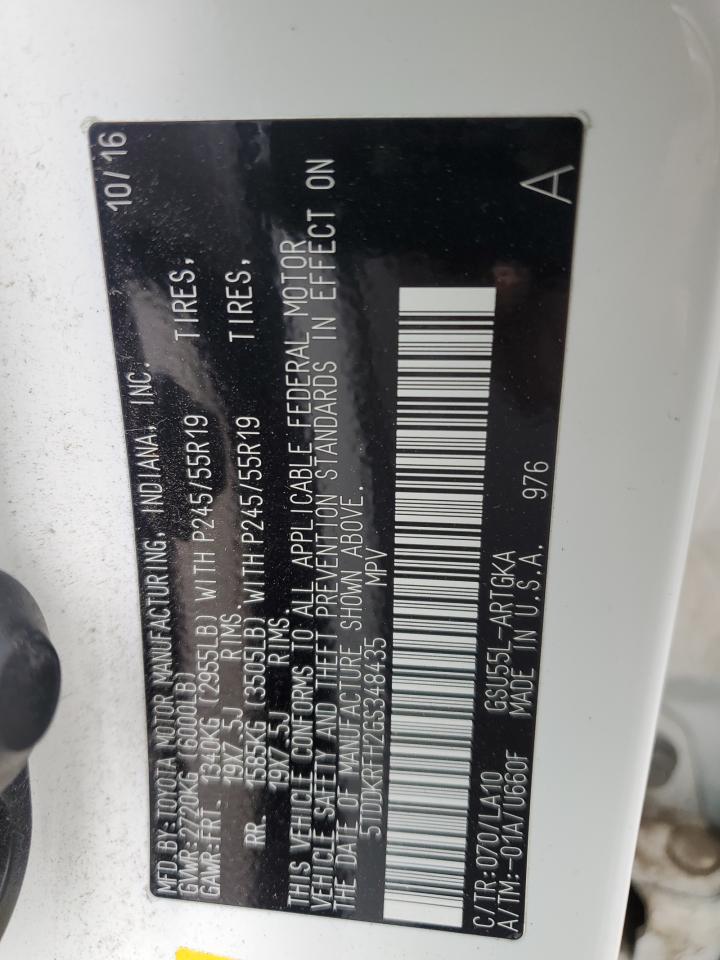 MFD.BY:TOYOTA MOTOR MANUFACTURING, INDIANA, INC. 10/16
GVWR:2720KG (6000LB)
GAWR:FRT. 1340KG (2955LB) WITH P245/55R19 TIRES,
19X7.5J RIMS.
RR. 1585KG (3505LB) WITH P245/55R19 TIRES,
19X7.5J RIMS.
THIS VEHICLE CONFORMS TO ALL APPLICABLE FEDERAL MOTOR
VEHICLE SAFETY AND THEFT PREVENTION STANDARDS IN EFFECT ON
THE DATE OF MANUFACTURE SHOWN ABOVE.
5TDDKRFH2GS348435 MPV
C/TR:070/LA10 GSU55L-ARTGKA 976
A/TM:-01A/U660F MADE IN U.S.A. A